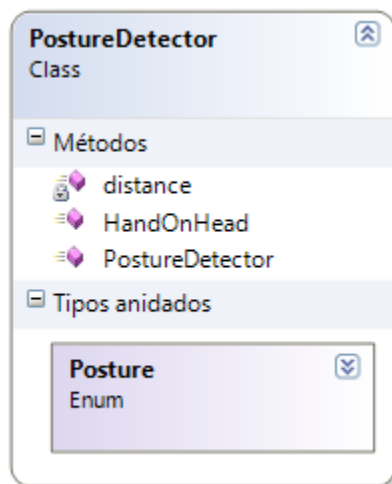 PostureDetector
Class
Métodos
distance
HandOnHead
PostureDetector
Tipos anidados
Posture
Enum